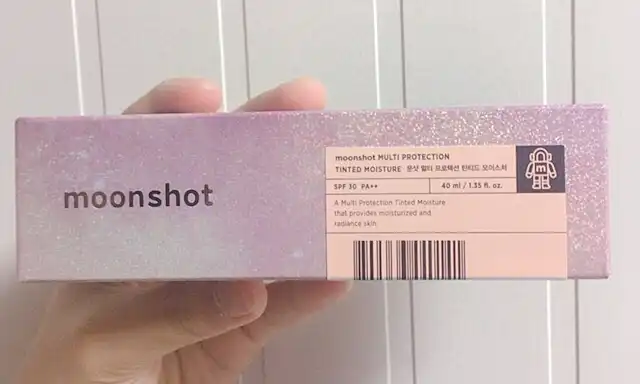 moonshot
moonshot MULTI PROTECTION
TINTED MOISTURE 문샷 멀티 프로텍션 틴티드 모이스처
SPF 30 PA++
40 ml / 1.35 fl. oz.
A Multi Protection Tinted Moisture
that provides moisturized and
radiance skin
m